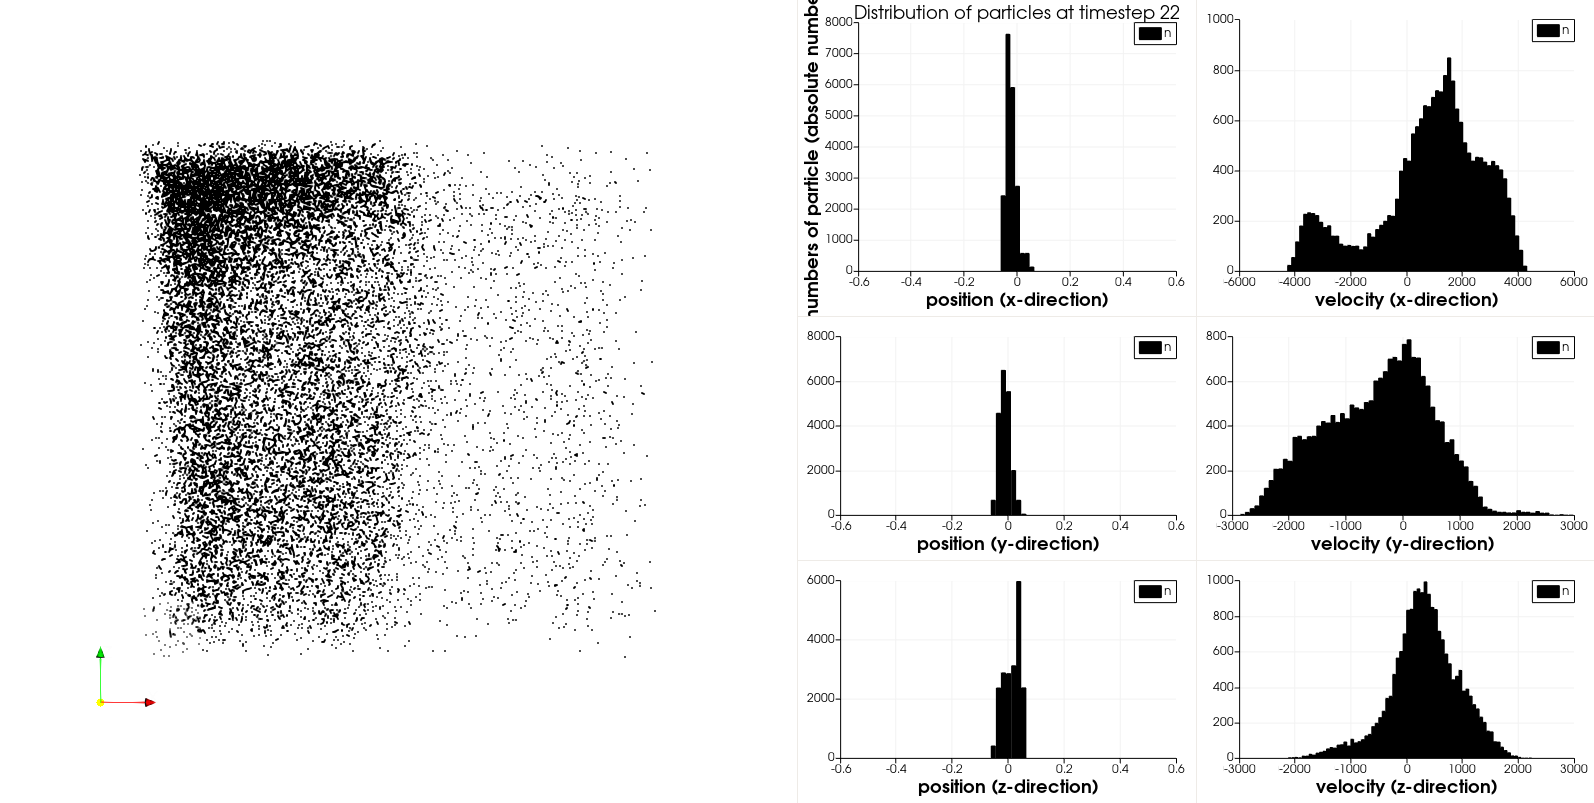 Distribution of particles at timestep 22
numbers of particle (absolute numbe
8000
7000
6000
5000
4000
3000
2000
1000
0
-0.6 -0.4 -0.2 0 0.2 0.4 0.6
position (x-direction)
n
1000
800
600
400
200
0
-6000 -4000 -2000 0 2000 4000 6000
velocity (x-direction)
n
8000
6000
4000
2000
0
-0.6 -0.4 -0.2 0 0.2 0.4 0.6
position (y-direction)
n
800
600
400
200
0
-3000 -2000 -1000 0 1000 2000 3000
velocity (y-direction)
n
6000
4000
2000
0
-0.6 -0.4 -0.2 0 0.2 0.4 0.6
position (z-direction)
n
1000
800
600
400
200
0
-3000 -2000 -1000 0 1000 2000 3000
velocity (z-direction)
n